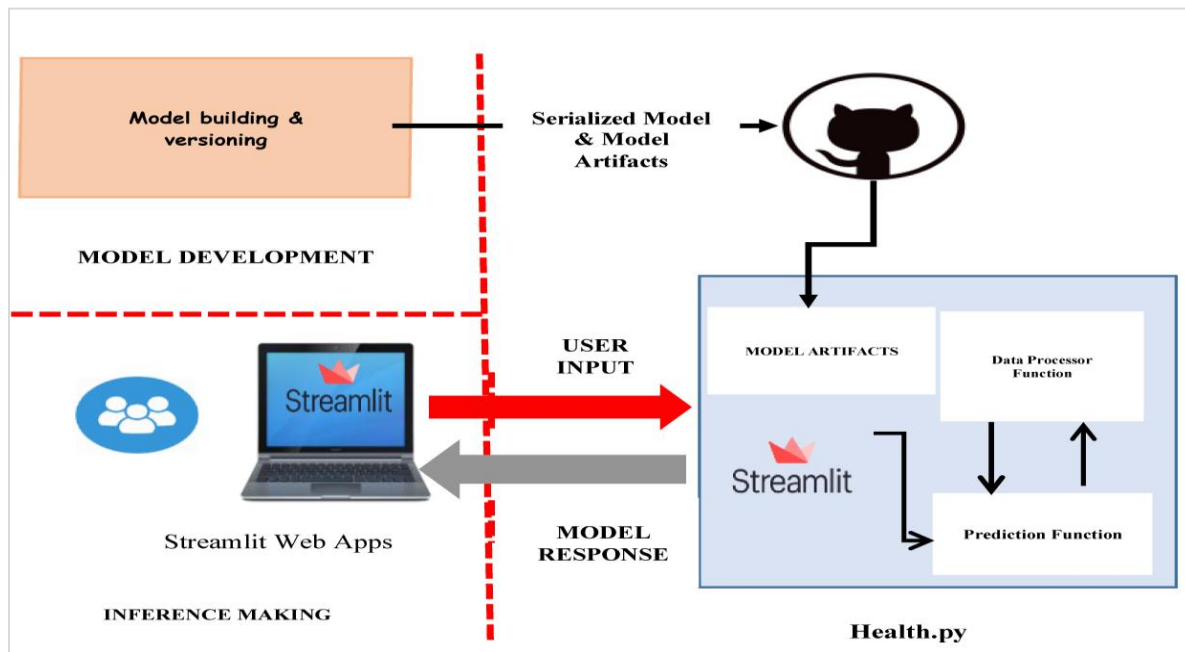 Model building &
versioning
MODEL DEVELOPMENT
Serialized Model
& Model
Artifacts
USER
INPUT
MODEL ARTIFACTS
Data Processor
Function
Streamlit
Streamlit
Prediction Function
Streamlit Web Apps
MODEL
RESPONSE
INFERENCE MAKING
Health.py